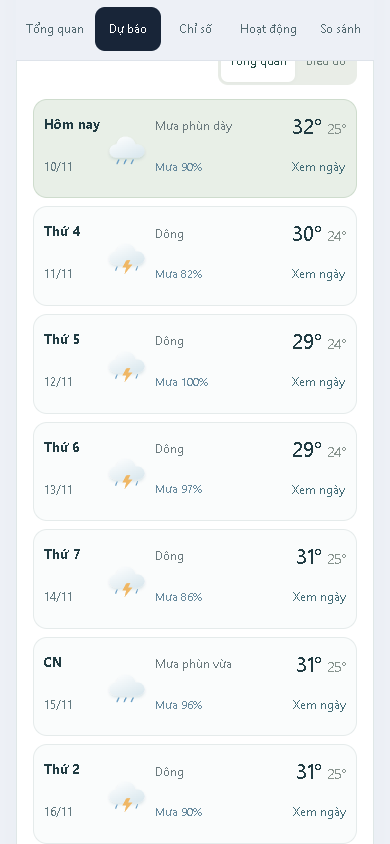 Tổng quan Dự báo Chỉ số Hoạt động So sánh
Tổng quan Biểu đồ
Hôm nay Mưa phùn dày 32° 25°
10/11 Mưa 90% Xem ngày
Thứ 4 Dông 30° 24°
11/11 Mưa 82% Xem ngày
Thứ 5 Dông 29° 24°
12/11 Mưa 100% Xem ngày
Thứ 6 Dông 29° 24°
13/11 Mưa 97% Xem ngày
Thứ 7 Dông 31° 25°
14/11 Mưa 86% Xem ngày
CN Mưa phùn vừa 31° 25°
15/11 Mưa 96% Xem ngày
Thứ 2 Dông 31° 25°
16/11 Mưa 90% Xem ngày